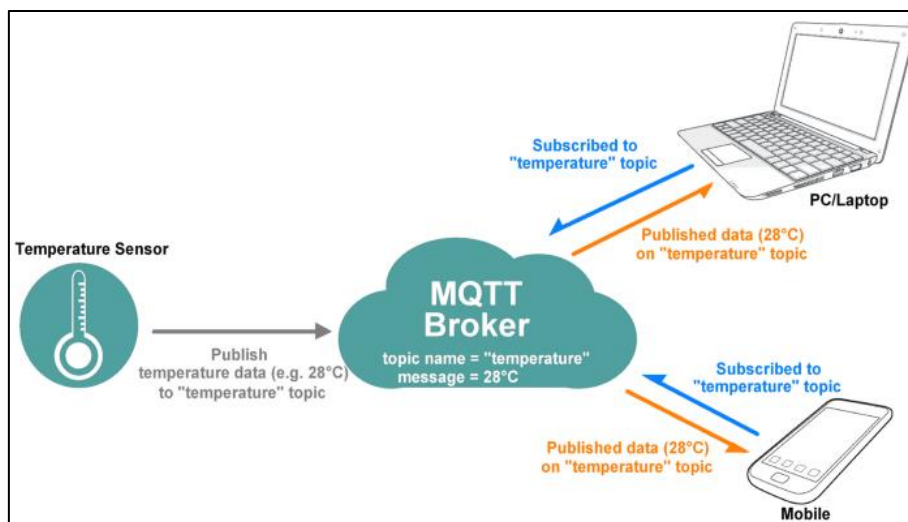 Temperature Sensor
Publish
temperature data (e.g. 28°C)
to "temperature" topic
MQTT
Broker
topic name = "temperature"
message = 28°C
Subscribed to
"temperature" topic
PC/Laptop
Published data (28°C)
on "temperature" topic
Subscribed to
"temperature" topic
Published data (28°C)
on "temperature" topic
Mobile